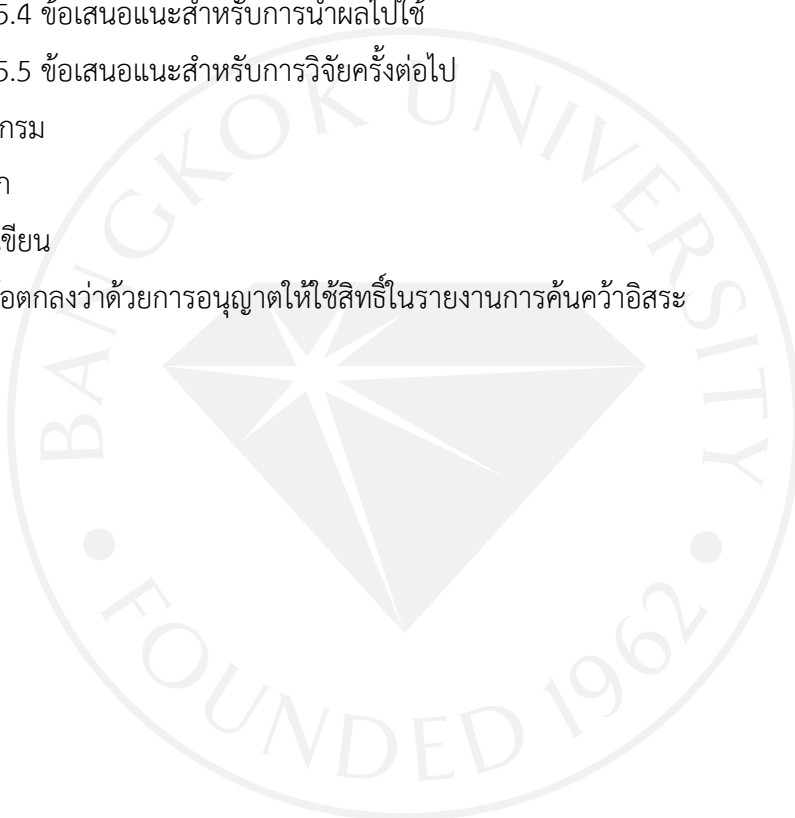 5.4 ข้อเสนอแนะสำหรับการนำผลไปใช้
5.5 ข้อเสนอแนะสำหรับการวิจัยครั้งต่อไป
กรม
ก
เขียน
้อตกลงว่าด้วยการอนุญาตให้ใช้สิทธิ์ในรายงานการค้นคว้าอิสระ
BANGKOK UNIVERSITY
FOUNDED 1962